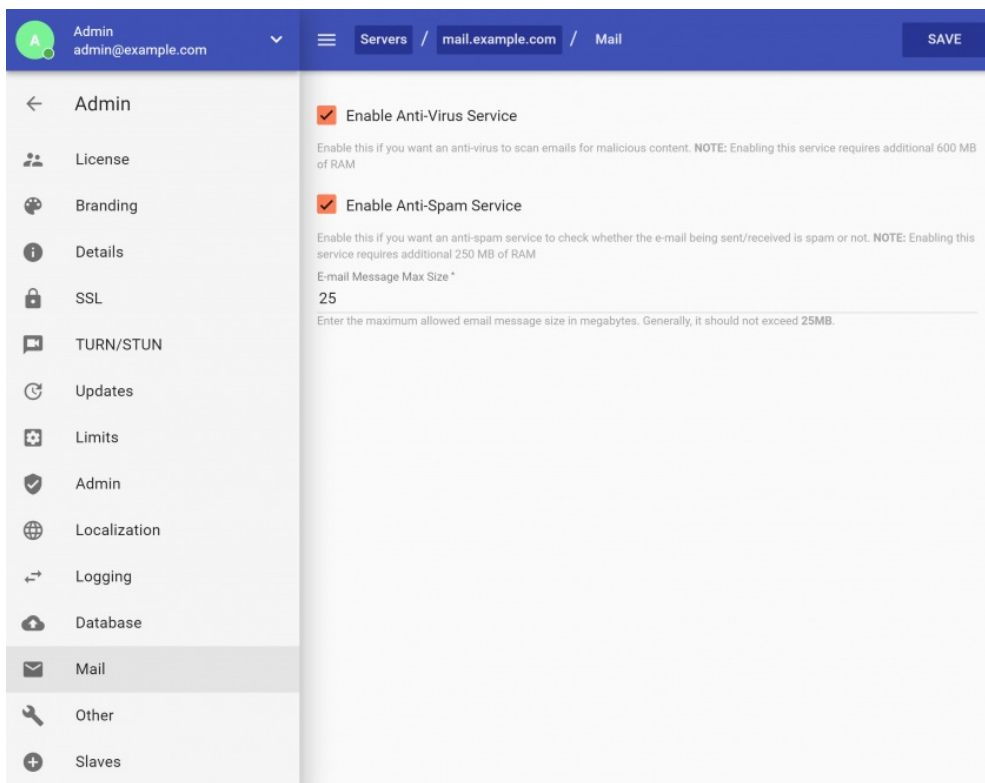 A
Admin
admin@example.com
Servers / mail.example.com / Mail
SAVE
Admin
License
Branding
Details
SSL
TURN/STUN
Updates
Limits
Admin
Localization
Logging
Database
Mail
Other
Slaves
Enable Anti-Virus Service
Enable this if you want an anti-virus to scan emails for malicious content. NOTE: Enabling this service requires additional 600 MB
of RAM
Enable Anti-Spam Service
Enable this if you want an anti-spam service to check whether the e-mail being sent/received is spam or not. NOTE: Enabling this
service requires additional 250 MB of RAM
E-mail Message Max Size *
25
Enter the maximum allowed email message size in megabytes. Generally, it should not exceed 25MB.